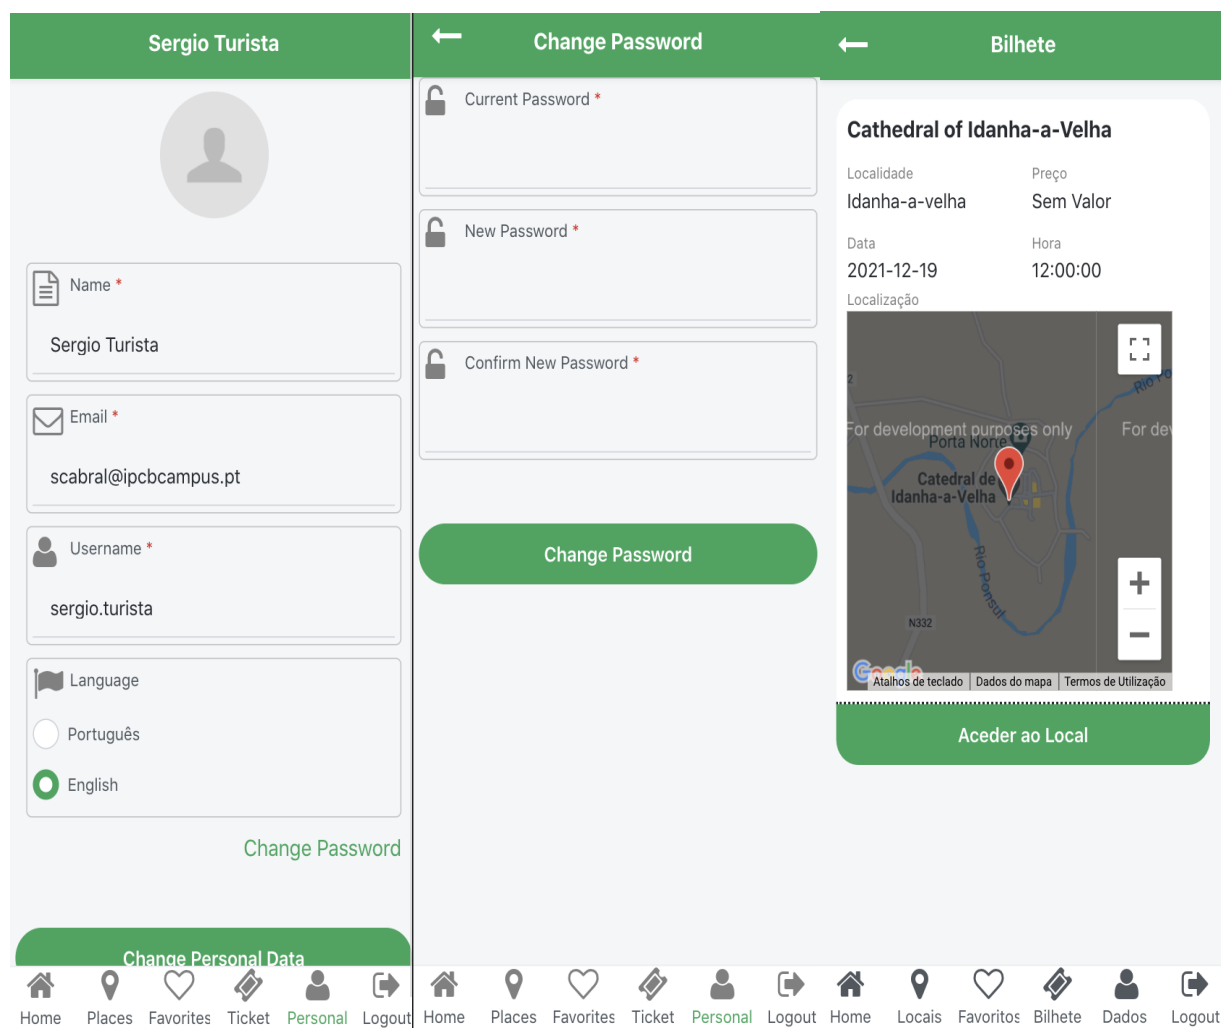 Sergio Turista
Name *
Sergio Turista
Email *
scabral@ipcbcampus.pt
Username *
sergio.turista
Language
Português
English
Change Password
Change Personal Data
Home Places Favorites Ticket Personal Logout
Change Password
Current Password *
New Password *
Confirm New Password *
Change Password
Home Places Favorites Ticket Personal Logout
Bilhete
Cathedral of Idanha-a-Velha
Localidade Preço
Idanha-a-velha Sem Valor
Data Hora
2021-12-19 12:00:00
Localização
2
Rio Po
For development purposes only For dev
Porta Norte
Catedral de
Idanha-a-Velha
Rio Ponsul
N332
Google
Atalhos de teclado Dados do mapa Termos de Utilização
Aceder ao Local
Home Locais Favoritos Bilhete Dados Logout